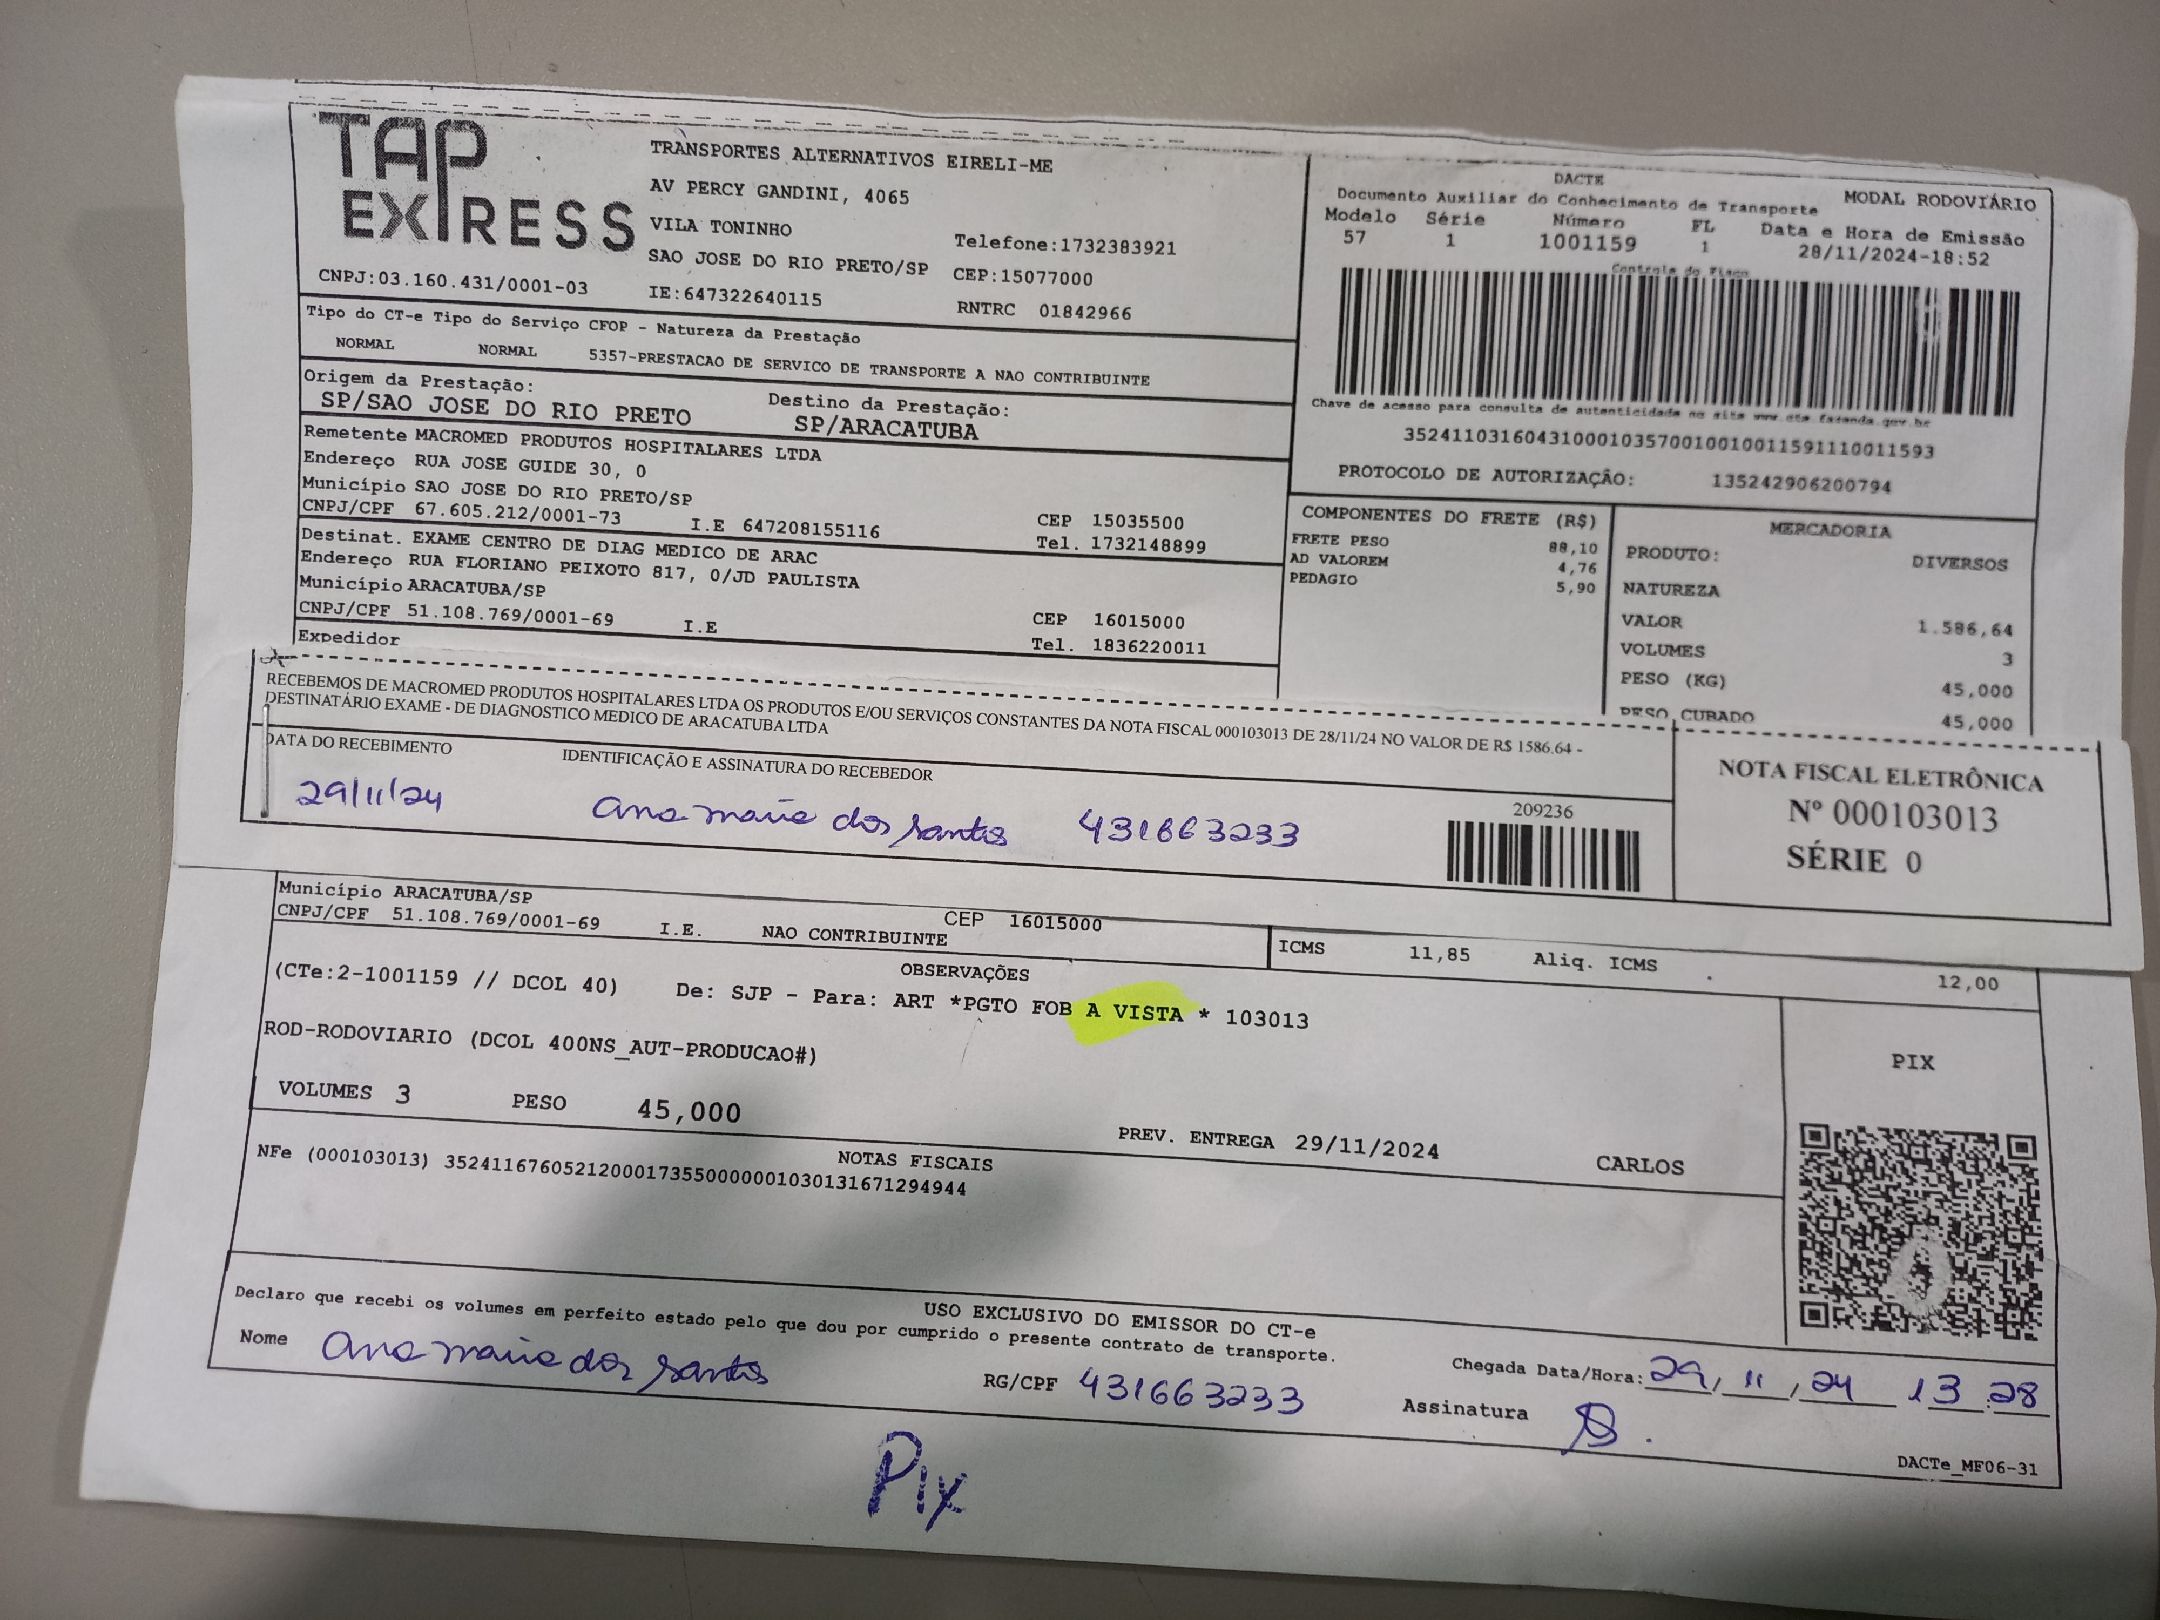 TAP EXPRESS
TRANSPORTES ALTERNATIVOS EIRELI-ME
AV PERCY GANDINI, 4065
VILA TONINHO
Telefone:1732383921
SAO JOSE DO RIO PRETO/SP CEP:15077000
CNPJ:03.160.431/0001-03 IE:647322640115 RNTRC 01842966
DACTE
Documento Auxiliar do Conhecimento de Transporte MODAL RODOVIÁRIO
Modelo Série Número FL Data e Hora de Emissão
57 1 1001159 1 28/11/2024-18:52
Controle do Fisco
Chave de acesso para consulta de autenticidade no site www.cte.fazenda.gov.br
35241103160431000103570010010011591110011593
PROTOCOLO DE AUTORIZAÇÃO: 135242906200794
Tipo do CT-e Tipo do Serviço CFOP - Natureza da Prestação
NORMAL NORMAL 5357-PRESTACAO DE SERVICO DE TRANSPORTE A NAO CONTRIBUINTE
Origem da Prestação: Destino da Prestação:
SP/SAO JOSE DO RIO PRETO SP/ARACATUBA
Remetente MACROMED PRODUTOS HOSPITALARES LTDA
Endereço RUA JOSE GUIDE 30, 0
Município SAO JOSE DO RIO PRETO/SP CEP 15035500
CNPJ/CPF 67.605.212/0001-73 I.E 647208155116 Tel. 1732148899
Destinat. EXAME CENTRO DE DIAG MEDICO DE ARAC
Endereço RUA FLORIANO PEIXOTO 817, 0/JD PAULISTA
Município ARACATUBA/SP CEP 16015000
CNPJ/CPF 51.108.769/0001-69 I.E Tel. 1836220011
Expedidor
COMPONENTES DO FRETE (R$)
FRETE PESO 88,10
AD VALOREM 4,76
PEDAGIO 5,90
MERCADORIA
PRODUTO: DIVERSOS
NATUREZA
VALOR 1.586,64
VOLUMES 3
PESO (KG) 45,000
PESO CUBADO 45,000
RECEBEMOS DE MACROMED PRODUTOS HOSPITALARES LTDA OS PRODUTOS E/OU SERVIÇOS CONSTANTES DA NOTA FISCAL 000103013 DE 28/11/24 NO VALOR DE R$ 1586.64 -
DESTINATÁRIO EXAME - DE DIAGNOSTICO MEDICO DE ARACATUBA LTDA
DATA DO RECEBIMENTO IDENTIFICAÇÃO E ASSINATURA DO RECEBEDOR
29/11/24 Ana maria dos santos 431663233
209236
NOTA FISCAL ELETRÔNICA
Nº 000103013
SÉRIE 0
Município ARACATUBA/SP CEP 16015000
CNPJ/CPF 51.108.769/0001-69 I.E. NAO CONTRIBUINTE
ICMS 11,85 Aliq. ICMS 12,00
OBSERVAÇÕES
(CTe:2-1001159 // DCOL 40) De: SJP - Para: ART *PGTO FOB A VISTA * 103013
ROD-RODOVIARIO (DCOL 400NS_AUT-PRODUCAO#)
VOLUMES 3 PESO 45,000 PREV. ENTREGA 29/11/2024 CARLOS
PIX
NOTAS FISCAIS
NFe (000103013) 35241167605212000173550000001030131671294944
USO EXCLUSIVO DO EMISSOR DO CT-e
Declaro que recebi os volumes em perfeito estado pelo que dou por cumprido o presente contrato de transporte.
Nome Ana maria dos santos RG/CPF 431663233
Chegada Data/Hora: 29/11/24 13:28
Assinatura
DACTe_MF06-31
Pix